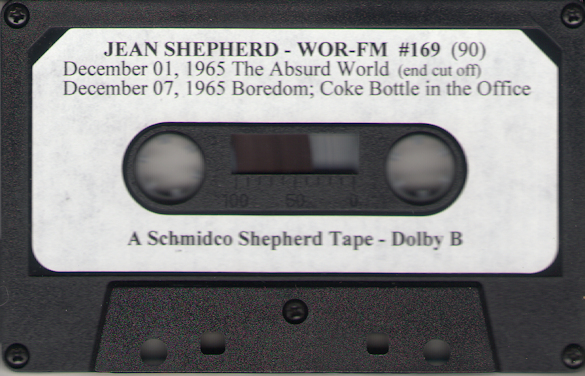 JEAN SHEPHERD - WOR-FM #169 (90)
December 01, 1965 The Absurd World (end cut off)
December 07, 1965 Boredom; Coke Bottle in the Office
100 50 0
A Schmidco Shepherd Tape - Dolby B